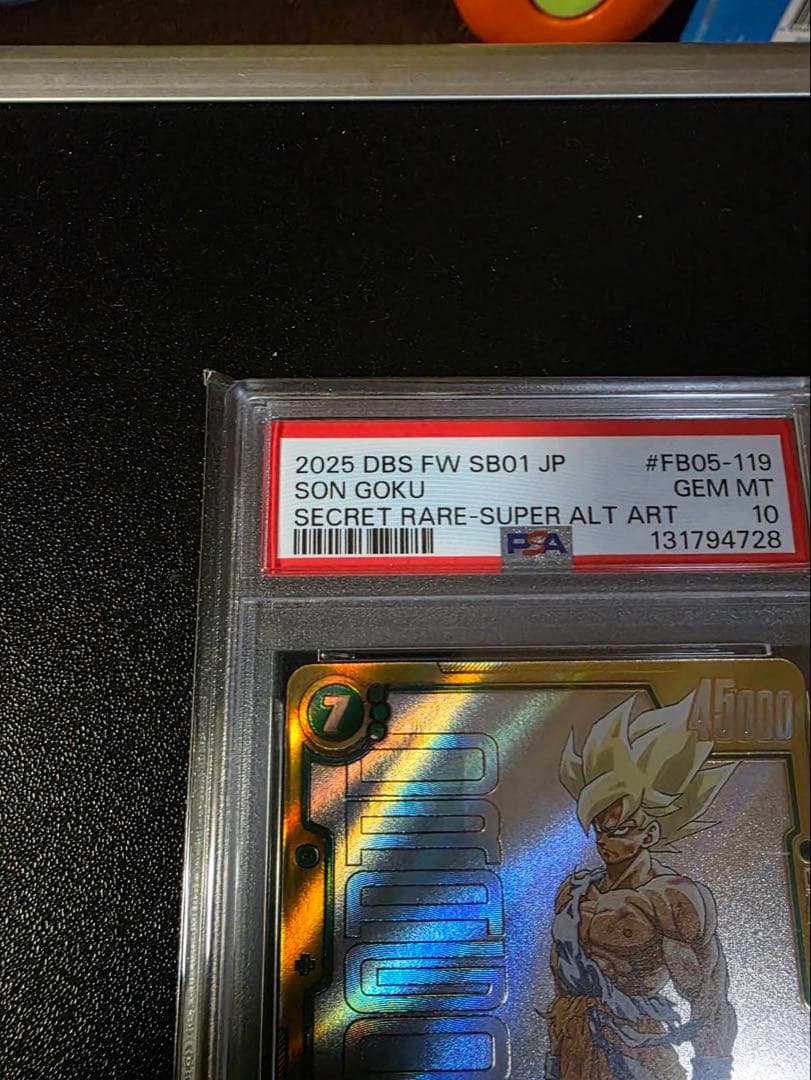 2025 DBS FW SB01 JP #FB05-119
SON GOKU GEM MT
SECRET RARE-SUPER ALT ART 10
PSA 131794728
7 45000